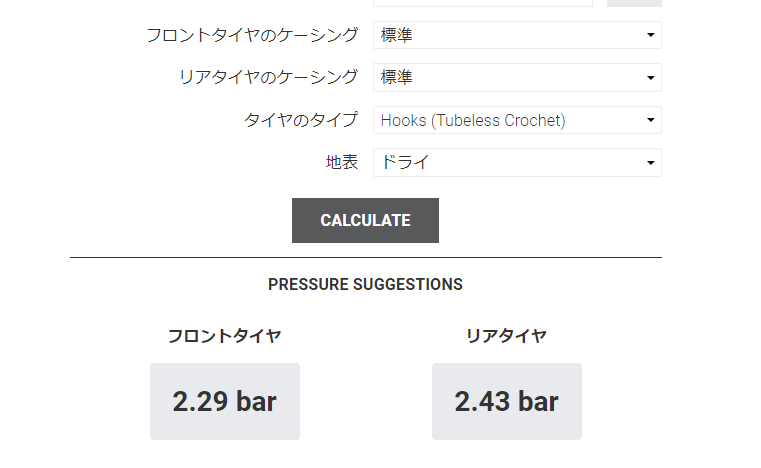 フロントタイヤのケーシング 標準
リアタイヤのケーシング 標準
タイヤのタイプ Hooks (Tubeless Crochet)
地表 ドライ
CALCULATE
PRESSURE SUGGESTIONS
フロントタイヤ リアタイヤ
2.29 bar 2.43 bar